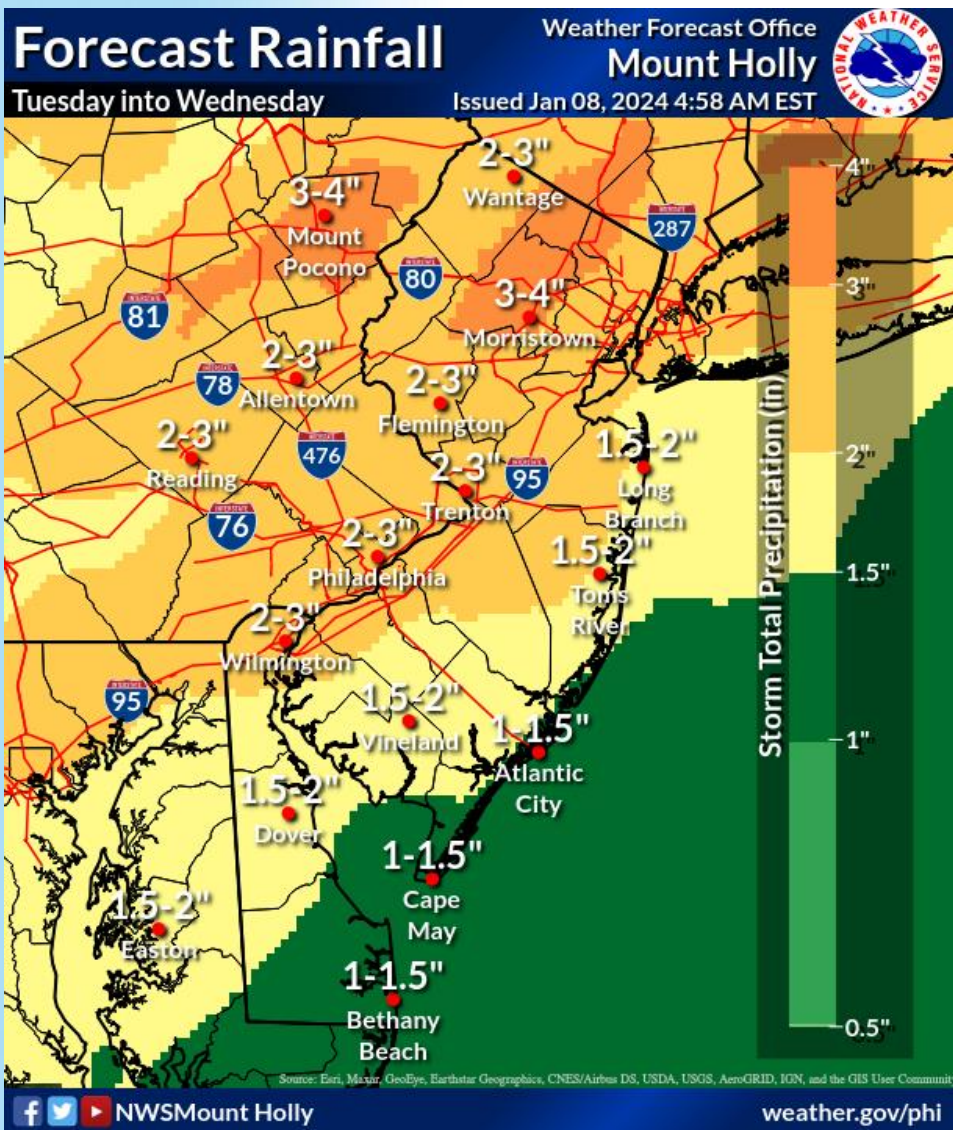 Forecast Rainfall
Tuesday into Wednesday
Weather Forecast Office
Mount Holly
Issued Jan 08, 2024 4:58 AM EST
NATIONAL WEATHER SERVICE
2-3"
Wantage
3-4"
Mount
Pocono
287
80
81
3-4"
Morristown
2-3"
Allentown
78
2-3"
Flemington
2-3"
Reading
476
1.5-2"
Long
Branch
2-3"
Trenton
95
76
2-3"
Philadelphia
1.5-2"
Toms
River
2-3"
Wilmington
95
1.5-2"
Vineland
1-1.5"
Atlantic
City
1.5-2"
Dover
1-1.5"
Cape
May
1.5-2"
Easton
1-1.5"
Bethany
Beach
Storm Total Precipitation (in)
4"
3"
2"
1.5"
1"
0.5"
Source: Esri, Maxar, GeoEye, Earthstar Geographics, CNES/Airbus DS, USDA, USGS, AeroGRID, IGN, and the GIS User Community
NWSMount Holly
weather.gov/phi